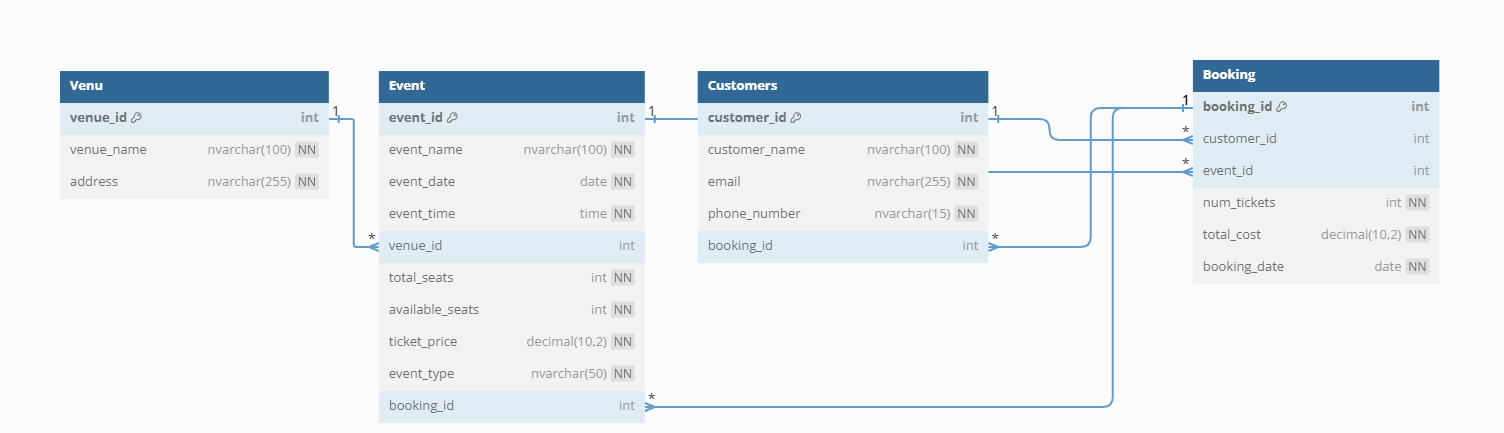 Venu
venue_id int
venue_name nvarchar(100) NN
address nvarchar(255) NN
1
*
Event
event_id int
event_name nvarchar(100) NN
event_date date NN
event_time time NN
venue_id int
total_seats int NN
available_seats int NN
ticket_price decimal(10,2) NN
event_type nvarchar(50) NN
booking_id int
1
*
Customers
customer_id int
customer_name nvarchar(100) NN
email nvarchar(255) NN
phone_number nvarchar(15) NN
booking_id int
1
*
1
*
*
Booking
booking_id int
customer_id int
event_id int
num_tickets int NN
total_cost decimal(10,2) NN
booking_date date NN